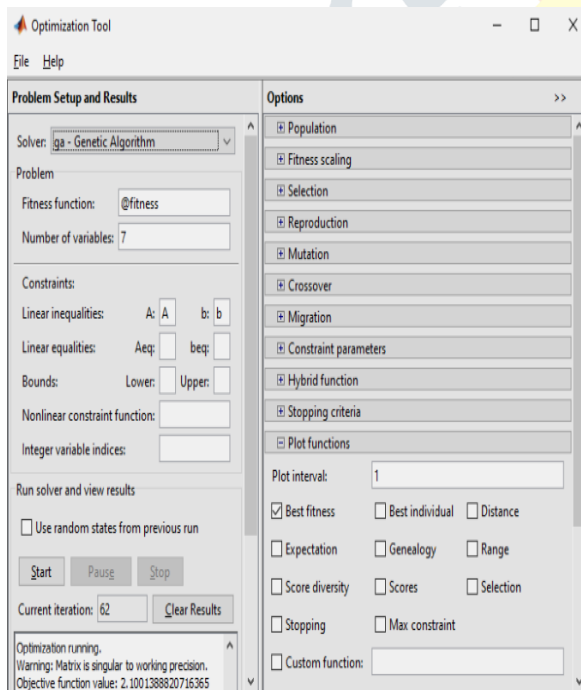 Optimization Tool
File Help
Problem Setup and Results
Solver: ga - Genetic Algorithm
Problem
Fitness function: @fitness
Number of variables: 7
Constraints:
Linear inequalities: A: A b: b
Linear equalities: Aeq: beq:
Bounds: Lower: Upper:
Nonlinear constraint function:
Integer variable indices:
Run solver and view results
Use random states from previous run
Start Pause Stop
Current iteration: 62 Clear Results
Optimization running.
Warning: Matrix is singular to working precision.
Objective function value: 2.1001388820716365
Options >>
Population
Fitness scaling
Selection
Reproduction
Mutation
Crossover
Migration
Constraint parameters
Hybrid function
Stopping criteria
Plot functions
Plot interval: 1
Best fitness Best individual Distance
Expectation Genealogy Range
Score diversity Scores Selection
Stopping Max constraint
Custom function: